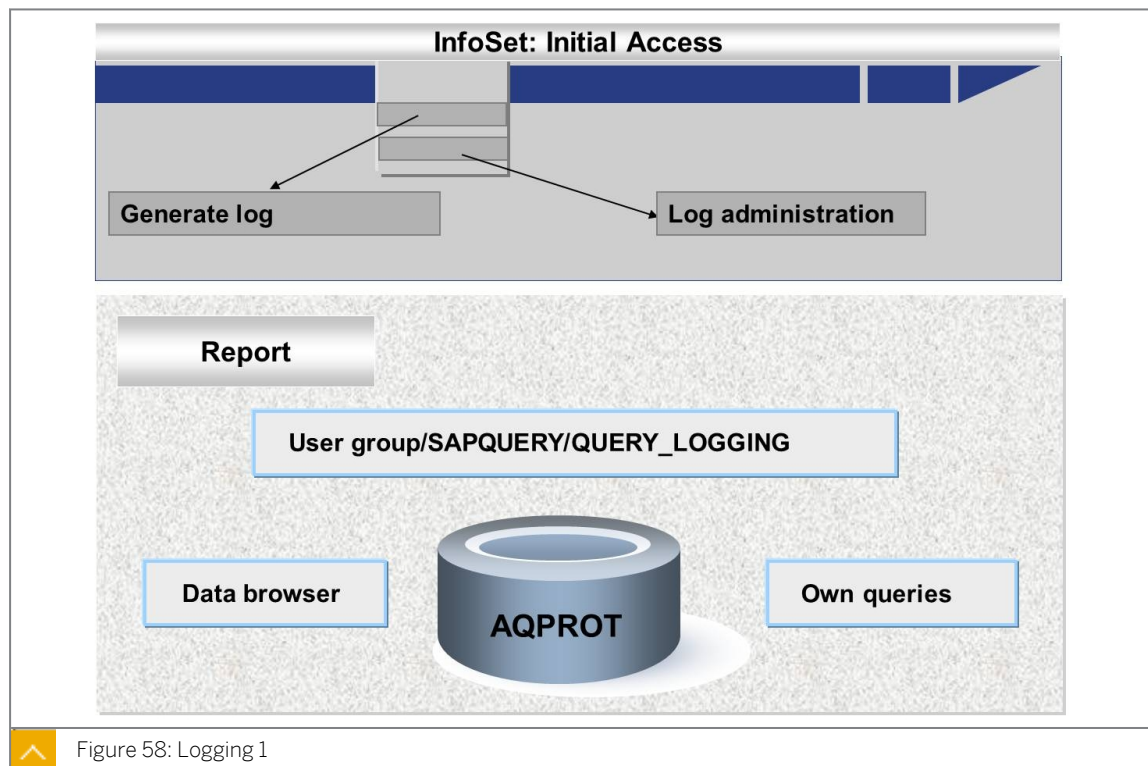 InfoSet: Initial Access
Generate log
Log administration
Report
User group/SAPQUERY/QUERY_LOGGING
Data browser
AQPROT
Own queries
Figure 58: Logging 1